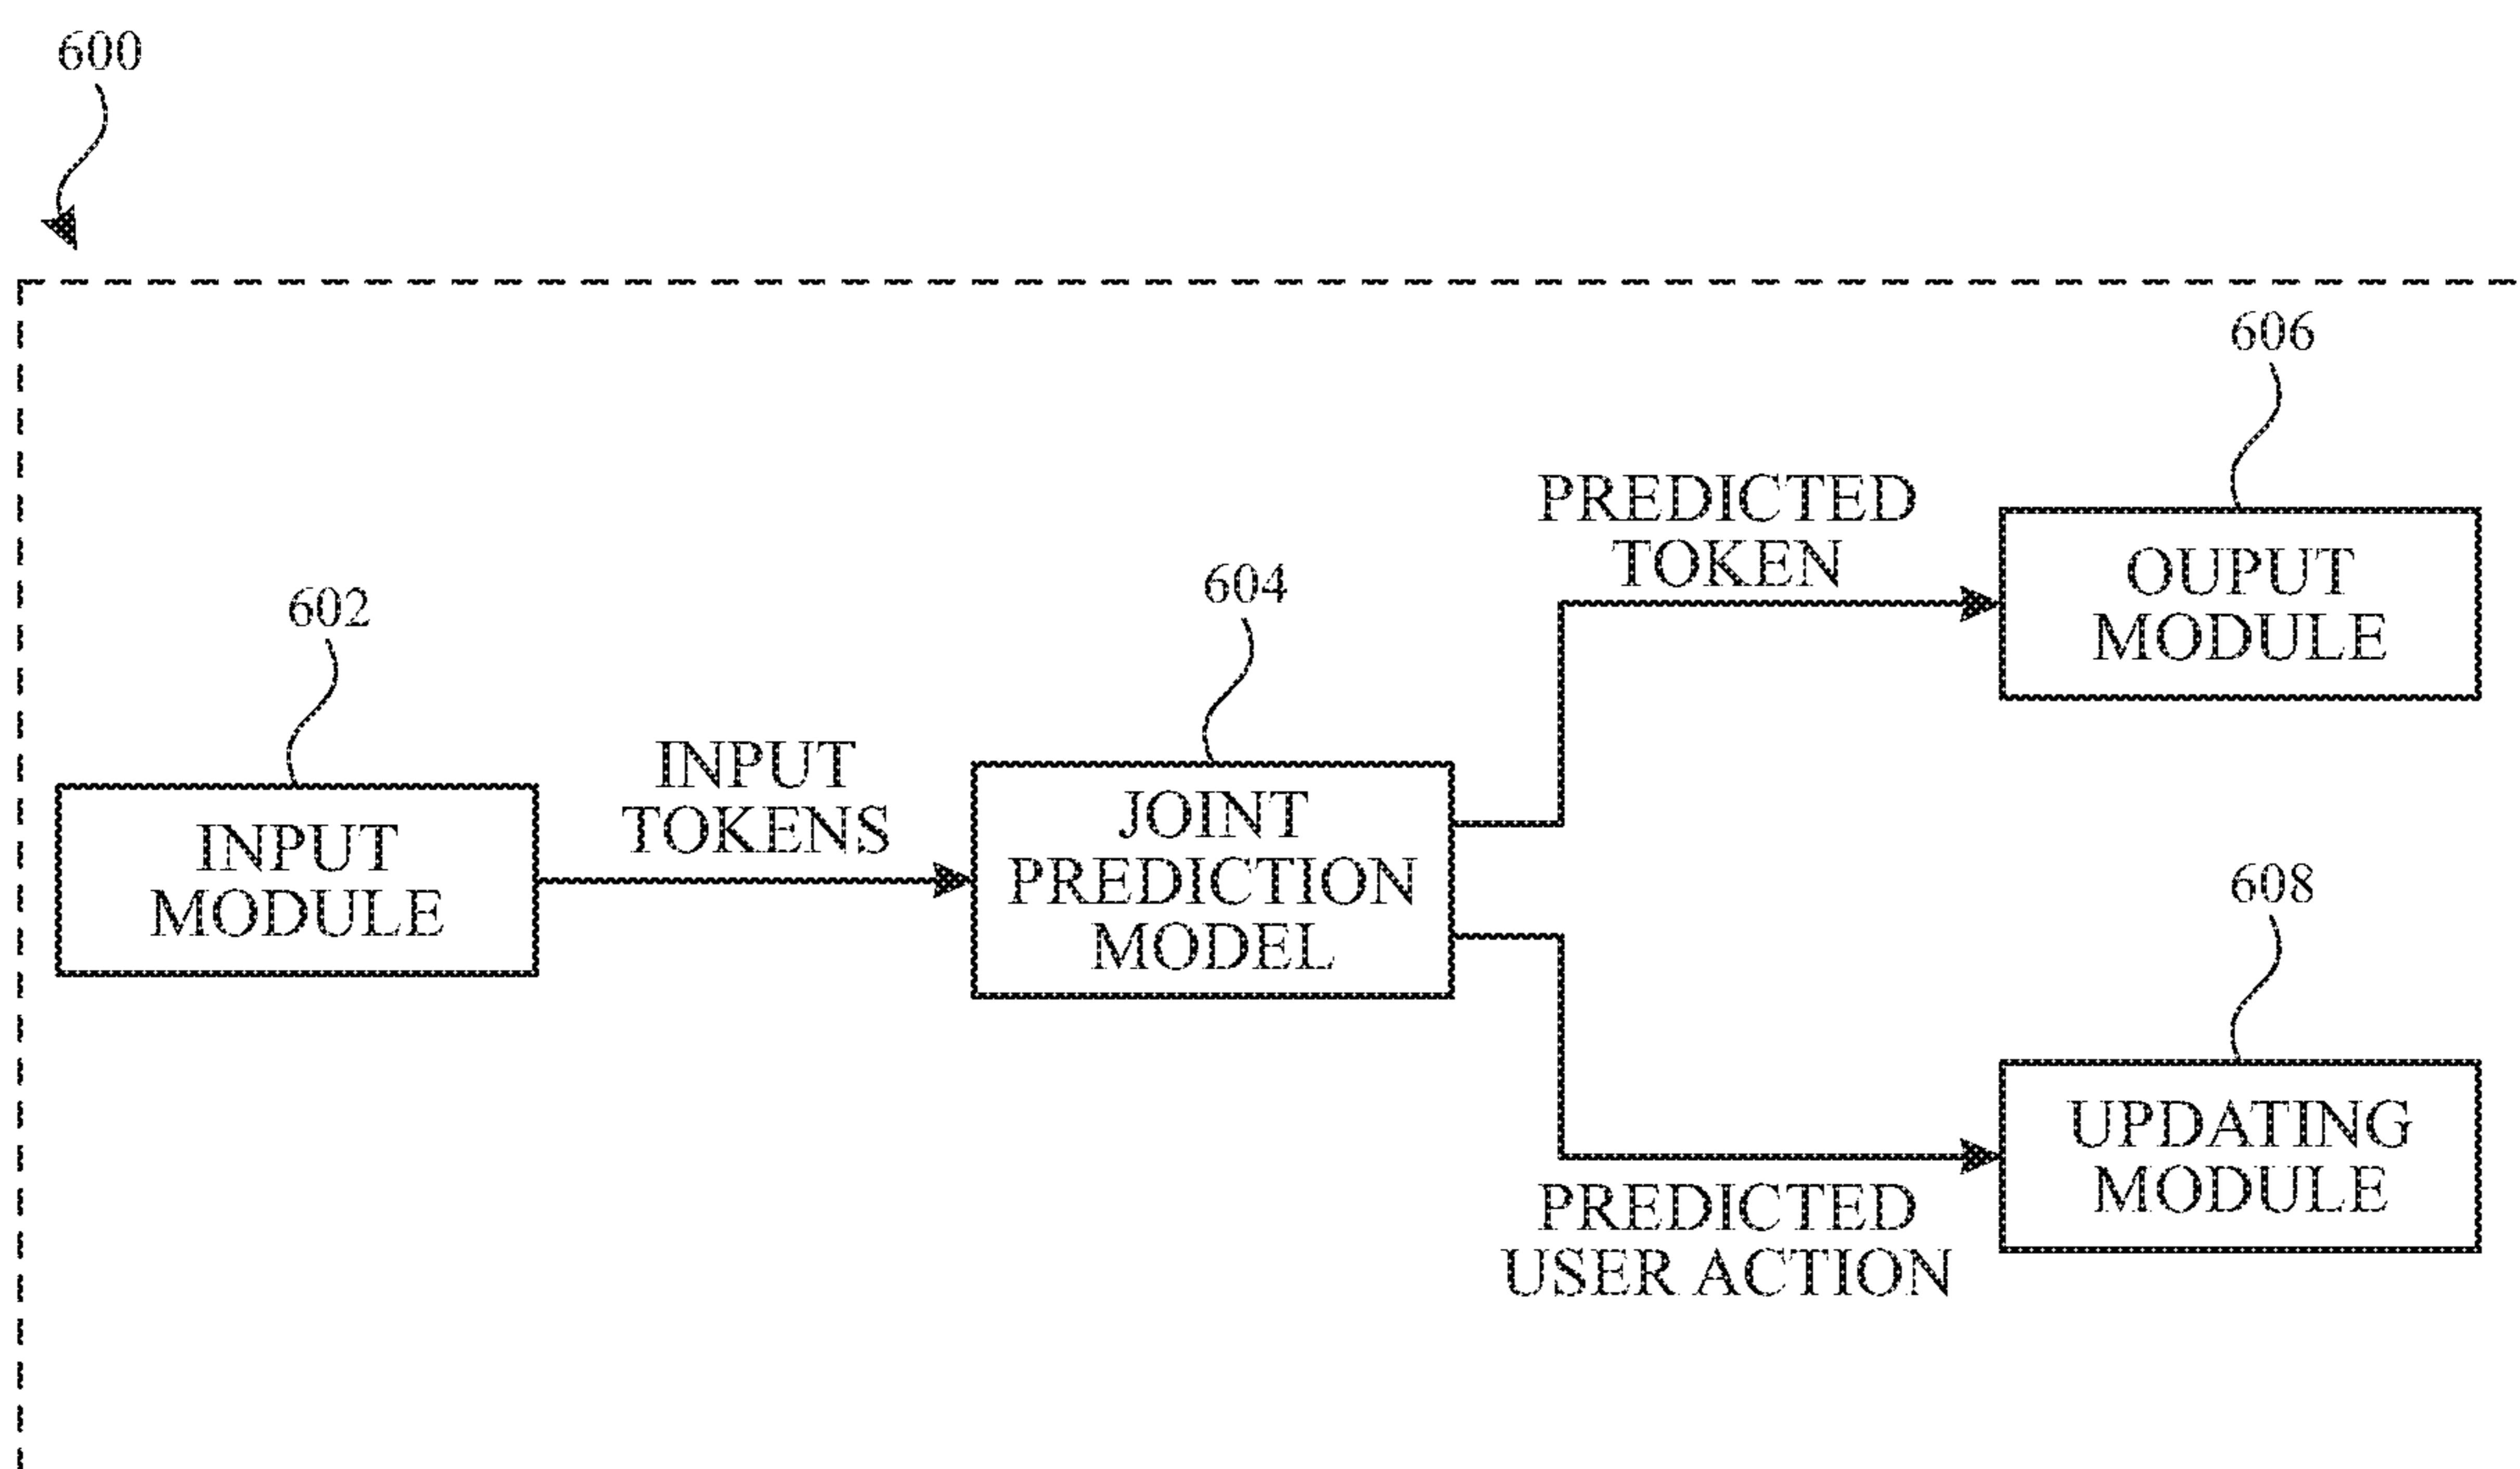 600
606
PREDICTED
TOKEN
OUPUT
MODULE
604
602
INPUT
TOKENS
JOINT
PREDICTION
MODEL
INPUT
MODULE
608
UPDATING
MODULE
PREDICTED
USER ACTION